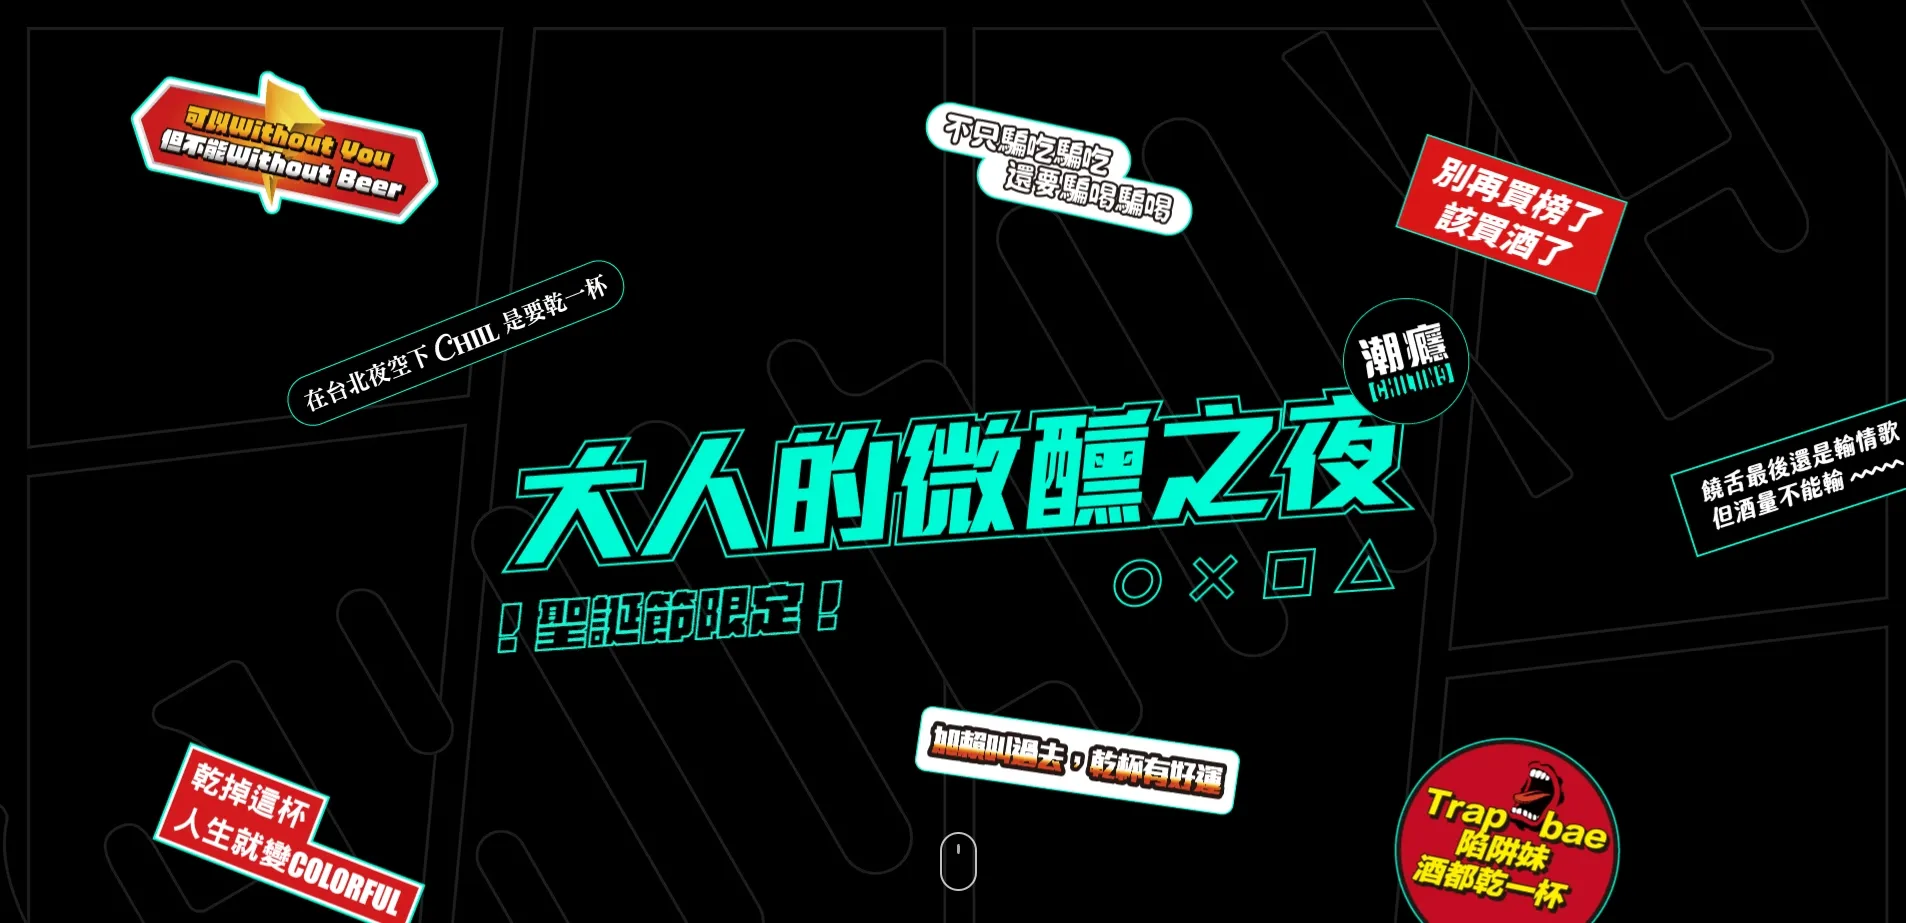 可以Without You
但不能Without Beer
不只騙吃騙吃
還要騙喝騙喝
別再買榜了
該買酒了
在台北夜空下 CHILL 是要乾一杯
潮癮
[CHILING]
大人的微醺之夜
!聖誕節限定!
饒舌最後還是輸情歌
但酒量不能輸 ~~~~
加賴叫過去，乾杯有好運
乾掉這杯
人生就變COLORFUL
Trap bae
陷阱妹
酒都乾一杯